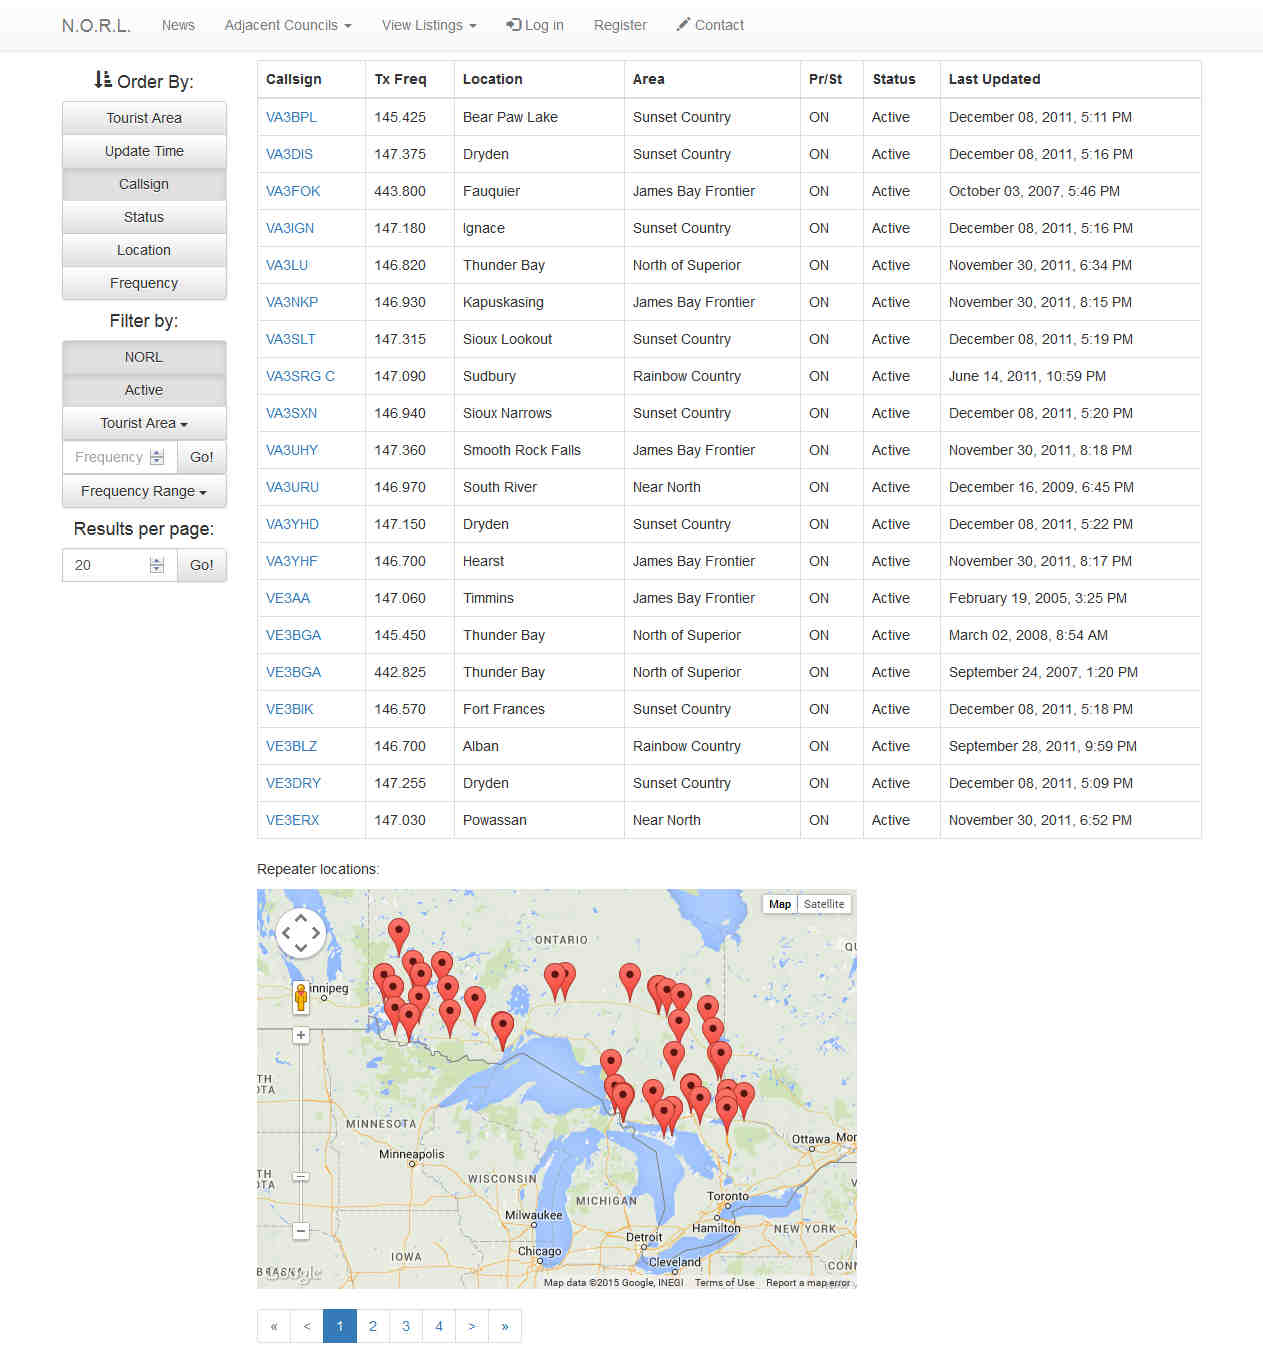 N.O.R.L. News Adjacent Councils View Listings Log in Register Contact
Order By:
Tourist Area
Update Time
Callsign
Status
Location
Frequency
Filter by:
NORL
Active
Tourist Area
Frequency Go!
Frequency Range
Results per page:
20 Go!
Callsign Tx Freq Location Area Pr/St Status Last Updated
VA3BPL 145.425 Bear Paw Lake Sunset Country ON Active December 08, 2011, 5:11 PM
VA3DIS 147.375 Dryden Sunset Country ON Active December 08, 2011, 5:16 PM
VA3FOK 443.800 Fauquier James Bay Frontier ON Active October 03, 2007, 5:46 PM
VA3IGN 147.180 Ignace Sunset Country ON Active December 08, 2011, 5:16 PM
VA3LU 146.820 Thunder Bay North of Superior ON Active November 30, 2011, 6:34 PM
VA3NKP 146.930 Kapuskasing James Bay Frontier ON Active November 30, 2011, 8:15 PM
VA3SLT 147.315 Sioux Lookout Sunset Country ON Active December 08, 2011, 5:19 PM
VA3SRG C 147.090 Sudbury Rainbow Country ON Active June 14, 2011, 10:59 PM
VA3SXN 146.940 Sioux Narrows Sunset Country ON Active December 08, 2011, 5:20 PM
VA3UHY 147.360 Smooth Rock Falls James Bay Frontier ON Active November 30, 2011, 8:18 PM
VA3URU 146.970 South River Near North ON Active December 16, 2009, 6:45 PM
VA3YHD 147.150 Dryden Sunset Country ON Active December 08, 2011, 5:22 PM
VA3YHF 146.700 Hearst James Bay Frontier ON Active November 30, 2011, 8:17 PM
VE3AA 147.060 Timmins James Bay Frontier ON Active February 19, 2005, 3:25 PM
VE3BGA 145.450 Thunder Bay North of Superior ON Active March 02, 2008, 8:54 AM
VE3BGA 442.825 Thunder Bay North of Superior ON Active September 24, 2007, 1:20 PM
VE3BIK 146.570 Fort Frances Sunset Country ON Active December 08, 2011, 5:18 PM
VE3BLZ 146.700 Alban Rainbow Country ON Active September 28, 2011, 9:59 PM
VE3DRY 147.255 Dryden Sunset Country ON Active December 08, 2011, 5:09 PM
VE3ERX 147.030 Powassan Near North ON Active November 30, 2011, 6:52 PM
Repeater locations:
Map Satellite
ONTARIO
QU
innipeg
TH
OTA
MINNESOTA
Minneapolis
Ottawa Mor
TH
OTA
WISCONSIN
MICHIGAN
Toronto
Milwaukee
Hamilton
NEW YORK
Detroit
Chicago
IOWA
Cleveland
CONN
Google
Map data ©2015 Google, INEGI Terms of Use Report a map error
« < 1 2 3 4 > »